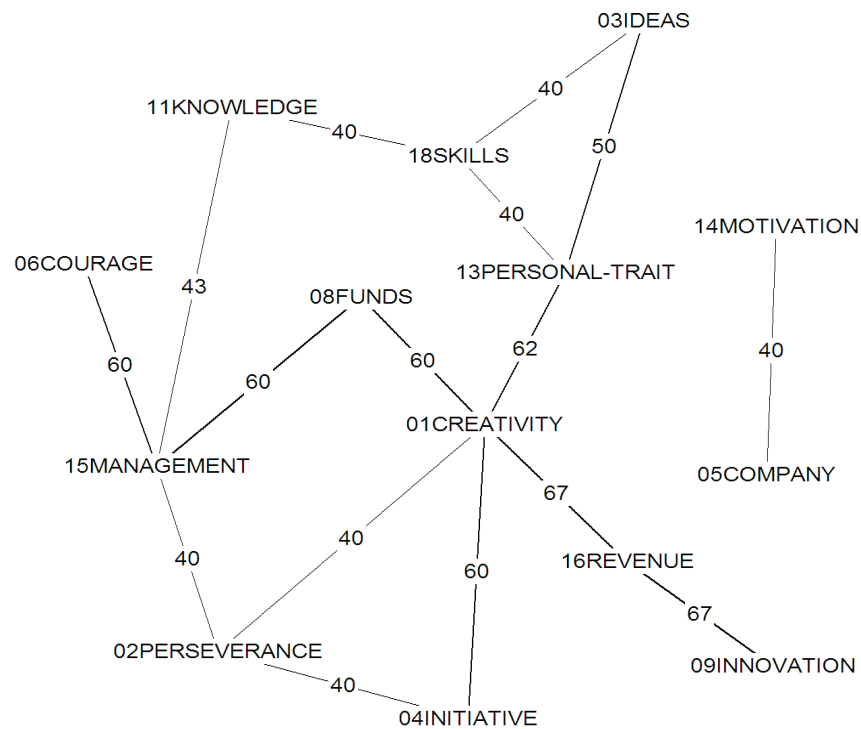 03IDEAS
40
11KNOWLEDGE
40
50
18SKILLS
40
14MOTIVATION
06COURAGE
13PERSONAL-TRAIT
43
08FUNDS
62
40
60
60
60
01CREATIVITY
15MANAGEMENT
05COMPANY
67
40
40
60
16REVENUE
67
02PERSEVERANCE
09INNOVATION
40
04INITIATIVE